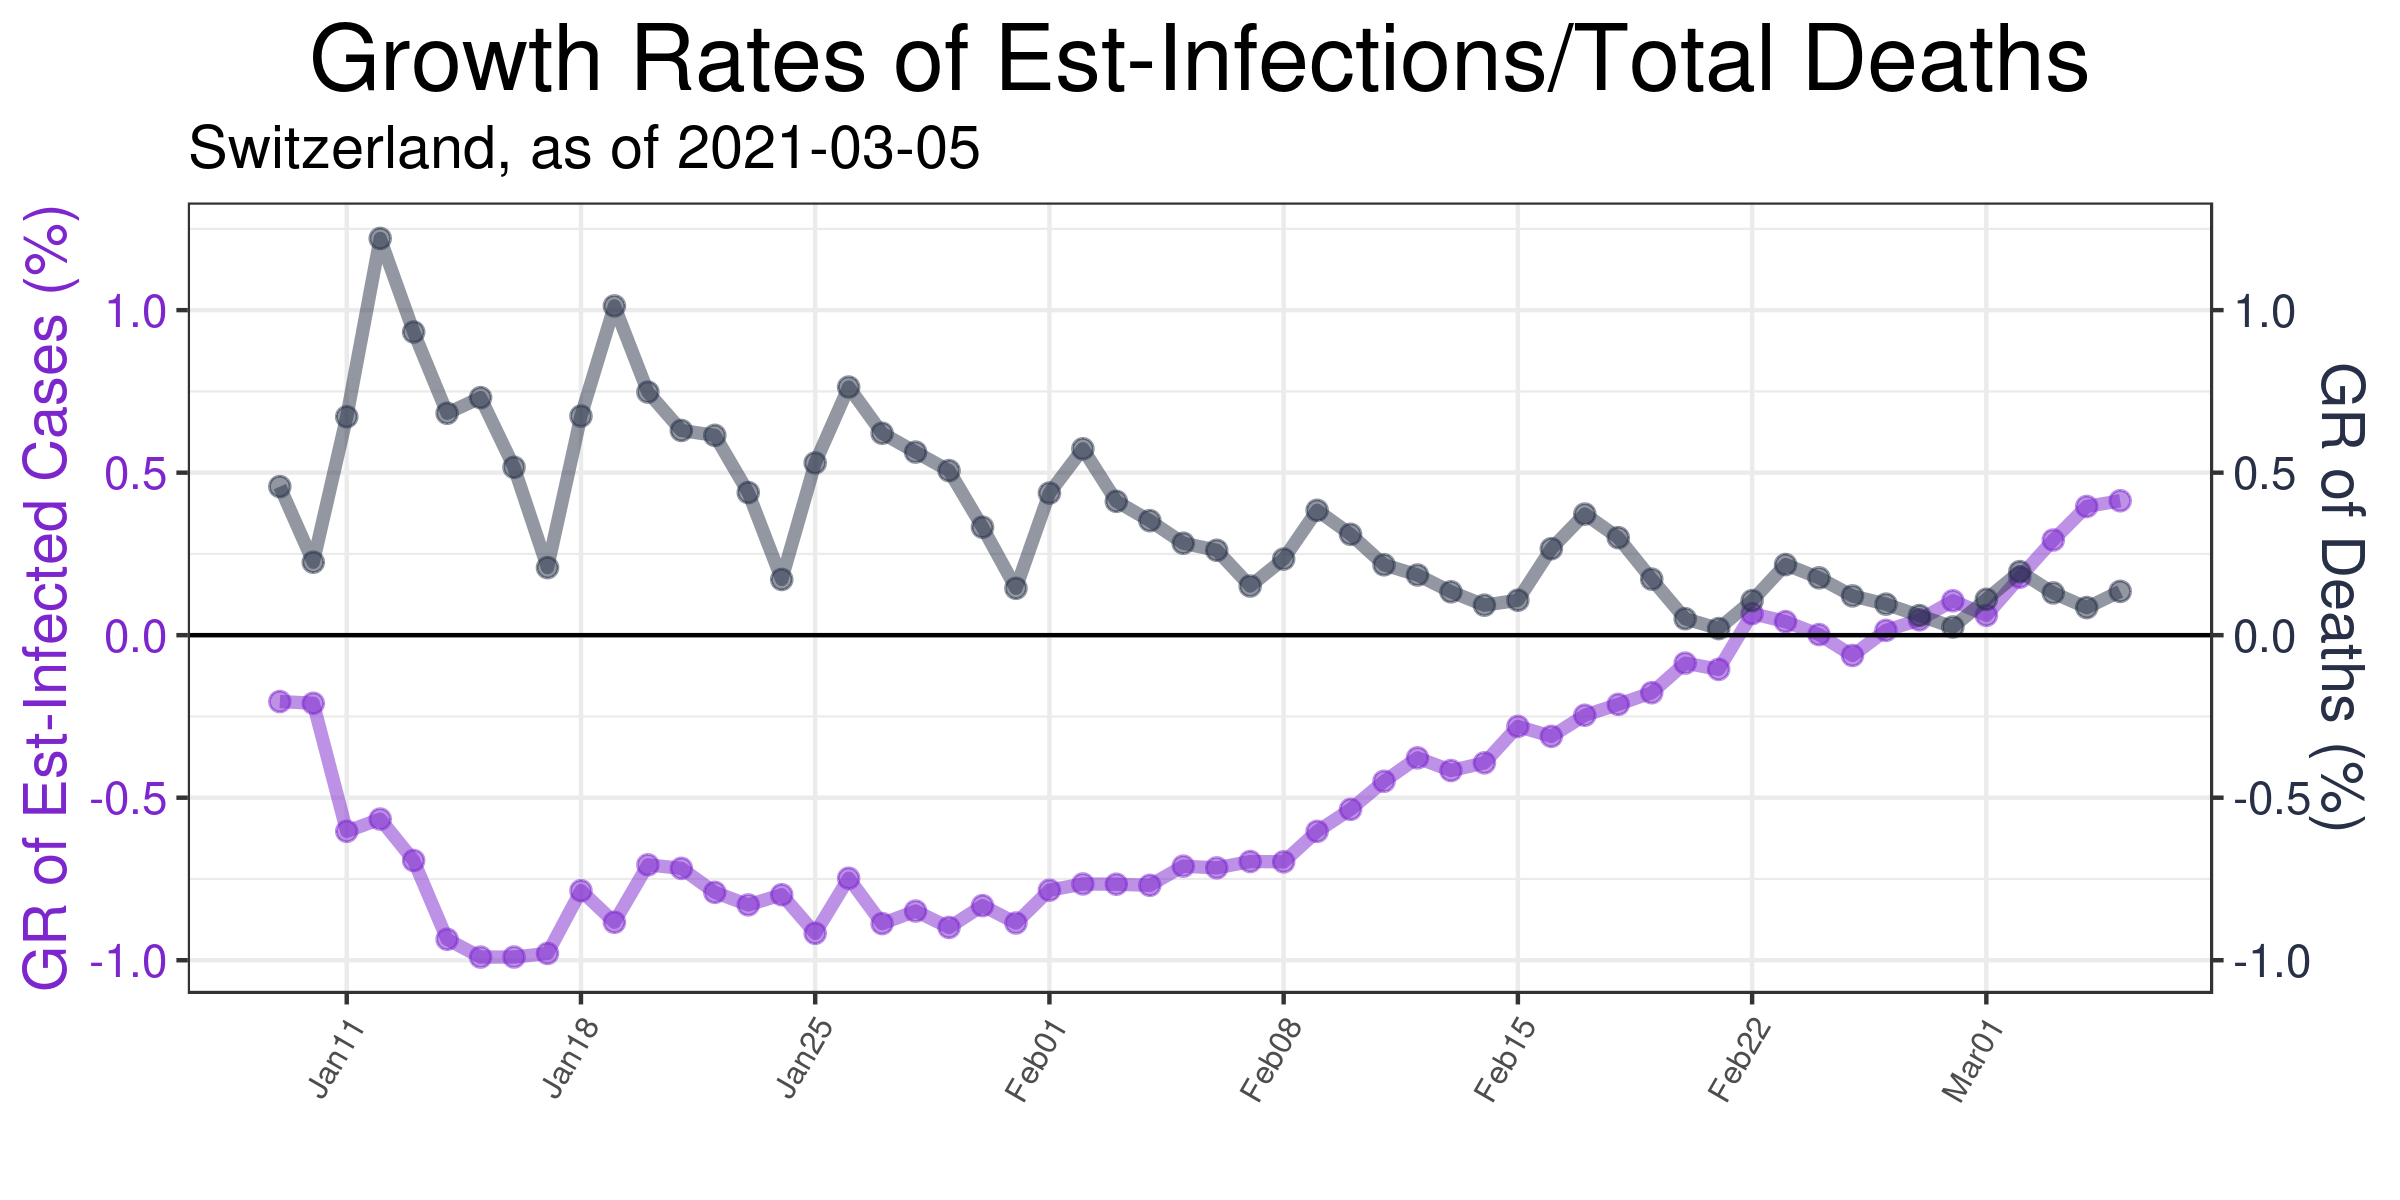 Growth Rates of Est-Infections/Total Deaths
Switzerland, as of 2021-03-05
GR of Est-Infected Cases (%)
1.0
0.5
0.0
-0.5
-1.0
1.0
0.5
0.0
-0.5
-1.0
GR of Deaths (%)
Jan11
Jan18
Jan25
Feb01
Feb08
Feb15
Feb22
Mar01